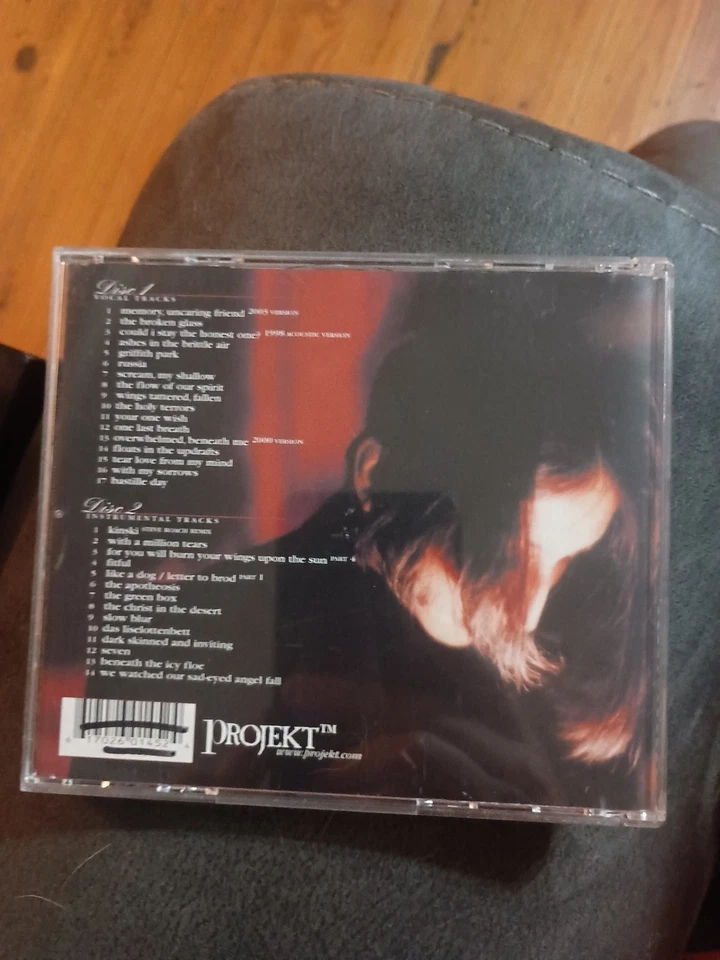 Disc 1
VOCAL TRACKS
1 memory, uncaring friend 2003 VERSION
2 the broken glass
3 could i stay the honest one? 1998 ACOUSTIC VERSION
4 ashes in the brittle air
5 griffith park
6 russia
7 scream, my shallow
8 the flow of our spirit
9 wings tattered, fallen
10 the holy terrors
11 your one wish
12 one last breath
13 overwhelmed, beneath me 2000 VERSION
14 floats in the updrafts
15 tear love from my mind
16 with my sorrows
17 bastille day
Disc 2
INSTRUMENTAL TRACKS
1 kinski STEVE ROACH REMIX
2 with a million tears
3 for you will burn your wings upon the sun PART 4
4 fitful
5 like a dog / letter to brod PART 1
6 the apotheosis
7 the green box
8 the christ in the desert
9 slow blur
10 das liselottenbett
11 dark skinned and inviting
12 seven
13 beneath the icy floe
14 we watched our sad-eyed angel fall
PROJEKT™
www.projekt.com